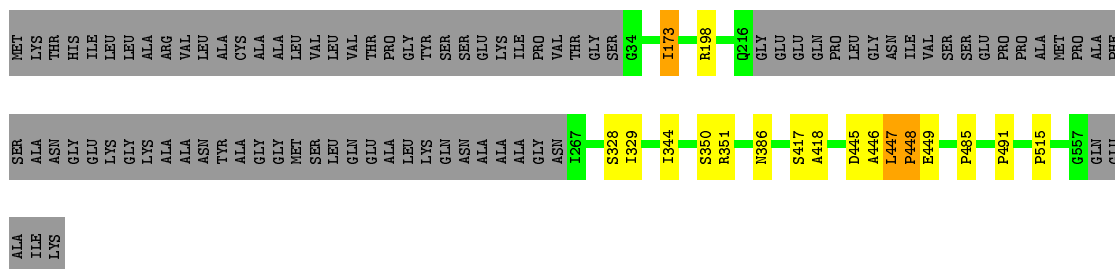 MET LYS THR HIS ILE LEU LEU ALA ARG VAL LEU ALA CYS ALA ALA LEU VAL LEU VAL THR PRO GLY TYR SER SER GLU LYS ILE PRO VAL THR GLY SER G34 I173 R198 Q216 GLY GLU GLU GLN PRO LEU GLY ASN ILE VAL SER SER GLU PRO PRO ALA MET PRO ALA PHE
SER ALA ASN GLY GLU LYS GLY LYS ALA ALA ASN TYR ALA GLY GLY MET SER LEU GLN GLU ALA LEU LYS GLN ASN ALA ALA ALA GLY ASN I267 S328 I329 I344 S350 R351 N386 S417 A418 D445 A446 L447 P448 E449 P485 P491 P515 G557 GLN GLU
ALA ILE LYS